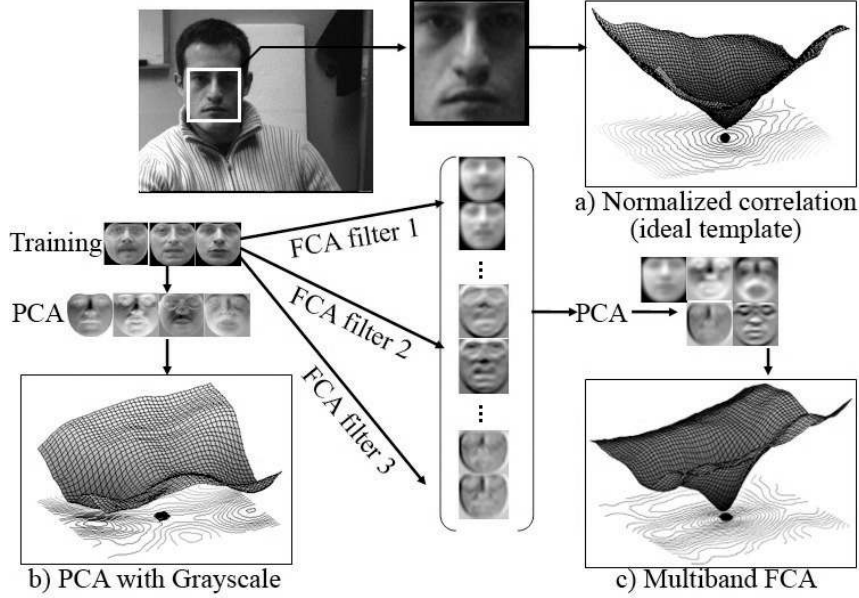 a) Normalized correlation
(ideal template)
Training
FCA filter 1
FCA filter 2
FCA filter 3
PCA
PCA
b) PCA with Grayscale
c) Multiband FCA